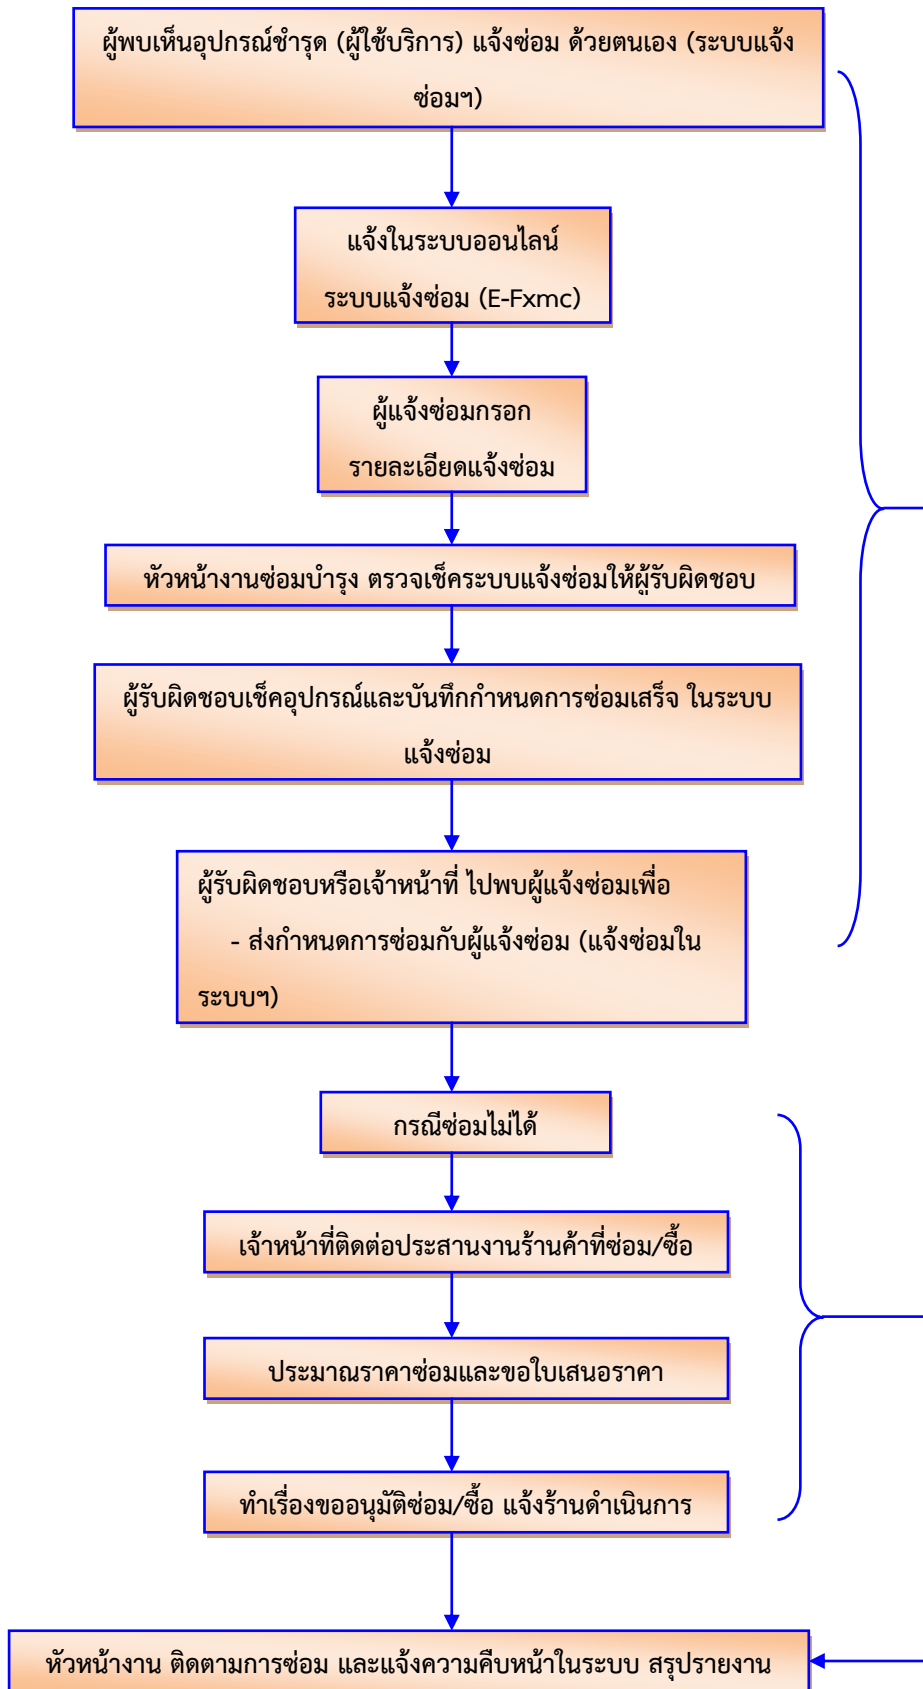 ผู้พบเห็นอุปกรณ์ชำรุด (ผู้ใช้บริการ) แจ้งซ่อม ด้วยตนเอง (ระบบแจ้ง
ซ่อมฯ)
แจ้งในระบบออนไลน์
ระบบแจ้งซ่อม (E-Fxmc)
ผู้แจ้งซ่อมกรอก
รายละเอียดแจ้งซ่อม
หัวหน้างานซ่อมบำรุง ตรวจเช็คระบบแจ้งซ่อมให้ผู้รับผิดชอบ
ผู้รับผิดชอบเช็คอุปกรณ์และบันทึกกำหนดการซ่อมเสร็จ ในระบบ
แจ้งซ่อม
ผู้รับผิดชอบหรือเจ้าหน้าที่ ไปพบผู้แจ้งซ่อมเพื่อ
- ส่งกำหนดการซ่อมกับผู้แจ้งซ่อม (แจ้งซ่อมใน
ระบบฯ)
กรณีซ่อมไม่ได้
เจ้าหน้าที่ติดต่อประสานงานร้านค้าที่ซ่อม/ซื้อ
ประมาณราคาซ่อมและขอใบเสนอราคา
ทำเรื่องขออนุมัติซ่อม/ซื้อ แจ้งร้านดำเนินการ
หัวหน้างาน ติดตามการซ่อม และแจ้งความคืบหน้าในระบบ สรุปรายงาน